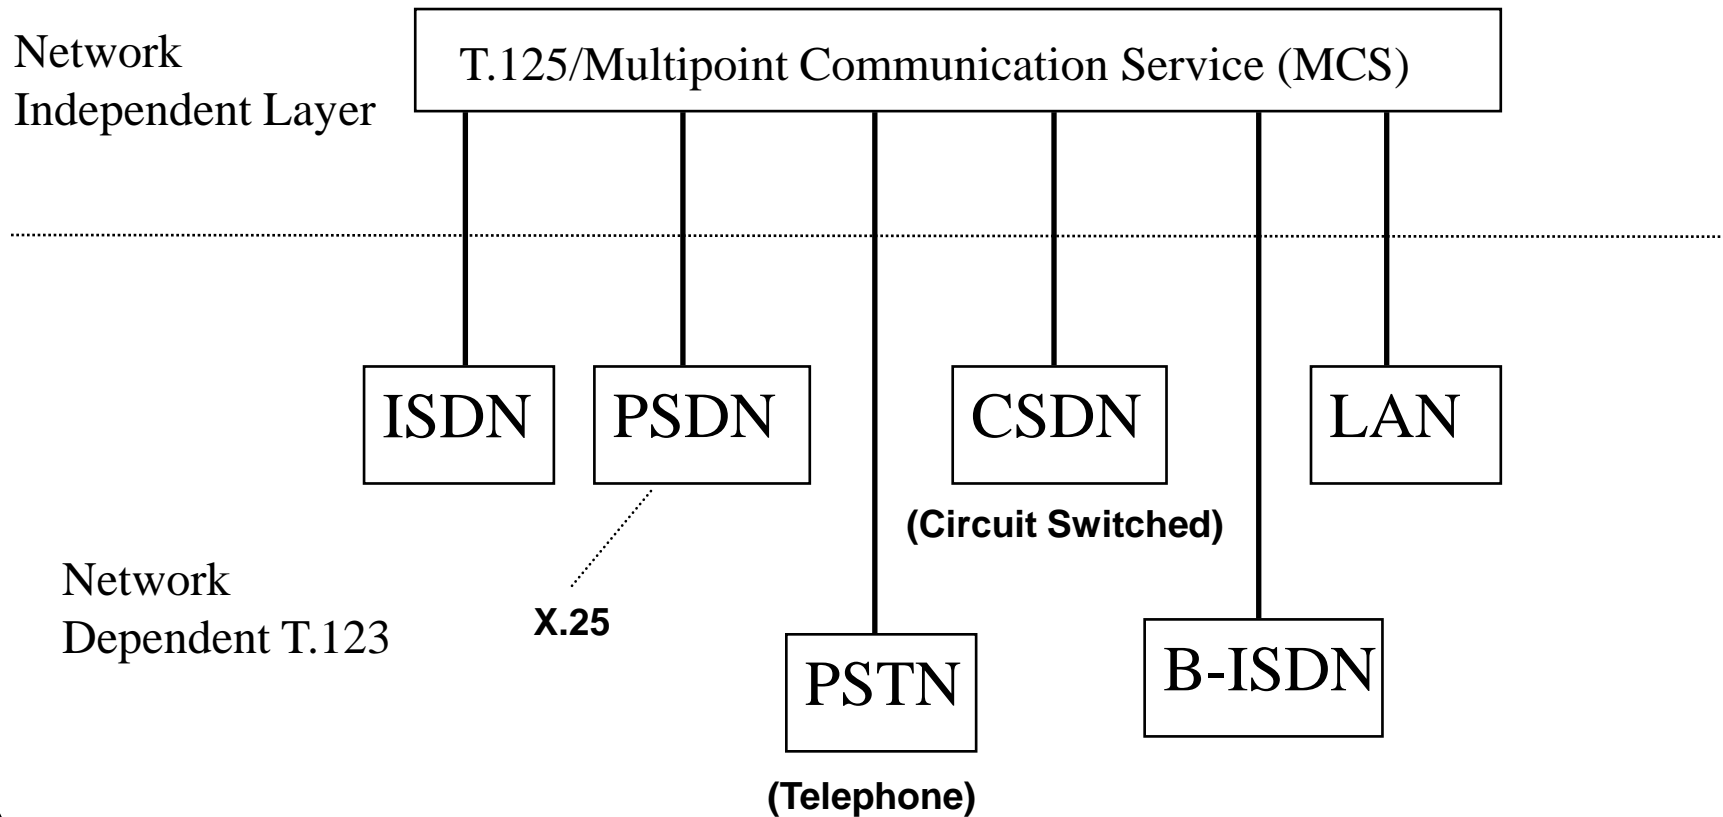 Network
Independent Layer
T.125/Multipoint Communication Service (MCS)
ISDN
PSDN
CSDN
LAN
(Circuit Switched)
Network
Dependent T.123
X.25
PSTN
B-ISDN
(Telephone)